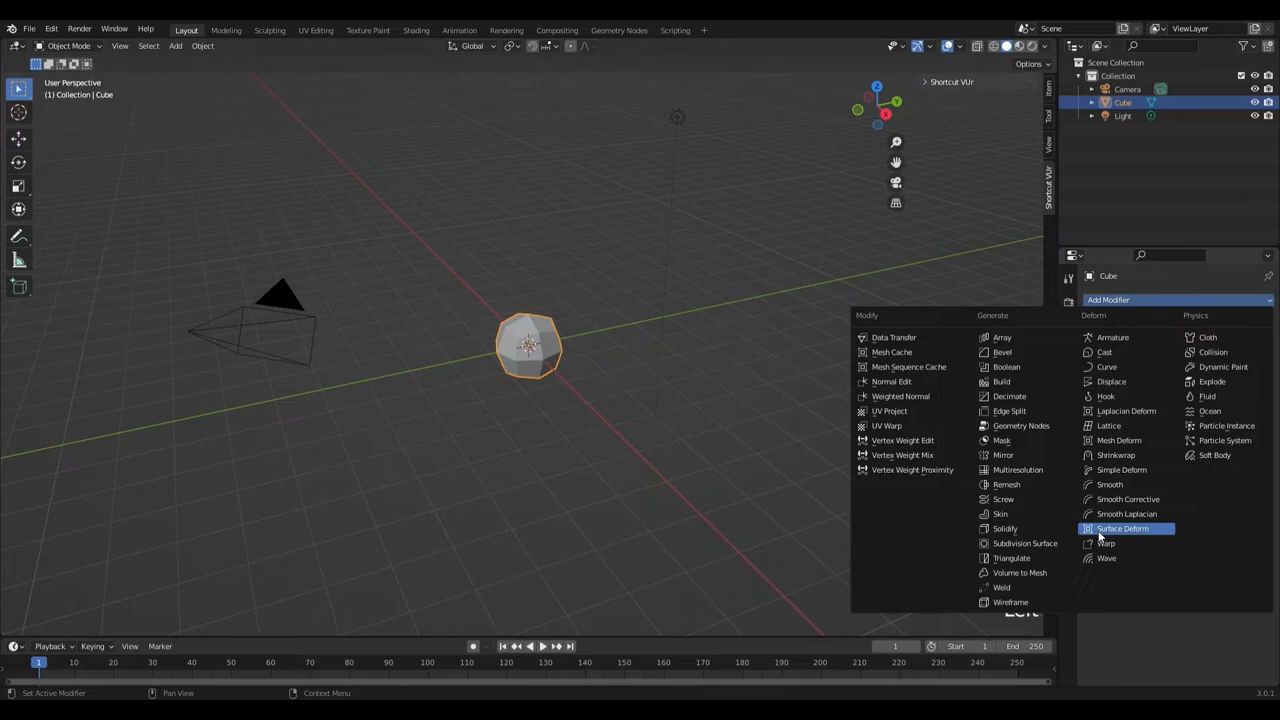 File Edit Render Window Help Layout Modeling Sculpting UV Editing Texture Paint Shading Animation Rendering Compositing Geometry Nodes Scripting Scene ViewLayer
Object Mode View Select Add Object Global
Options
User Perspective
(1) Collection | Cube
Shortcut VUr
Z
Y
X
Item
Tool
View
Shortcut VUr
Scene Collection
Collection
Camera
Cube
Light
Cube
Add Modifier
Modify
Data Transfer
Mesh Cache
Mesh Sequence Cache
Normal Edit
Weighted Normal
UV Project
UV Warp
Vertex Weight Edit
Vertex Weight Mix
Vertex Weight Proximity
Generate
Array
Bevel
Boolean
Build
Decimate
Edge Split
Geometry Nodes
Mask
Mirror
Multiresolution
Remesh
Screw
Skin
Solidify
Subdivision Surface
Triangulate
Volume to Mesh
Weld
Wireframe
Deform
Armature
Cast
Curve
Displace
Hook
Laplacian Deform
Lattice
Mesh Deform
Shrinkwrap
Simple Deform
Smooth
Smooth Corrective
Smooth Laplacian
Surface Deform
Warp
Wave
Physics
Cloth
Collision
Dynamic Paint
Explode
Fluid
Ocean
Particle Instance
Particle System
Soft Body
Playback Keying View Marker 1 Start 1 End 250
1 10 20 30 40 50 60 70 80 90 100 110 120 130 140 150 160 170 180 190 200 210 220 230 240 250
Set Active Modifier Pan View Context Menu 3.0.1